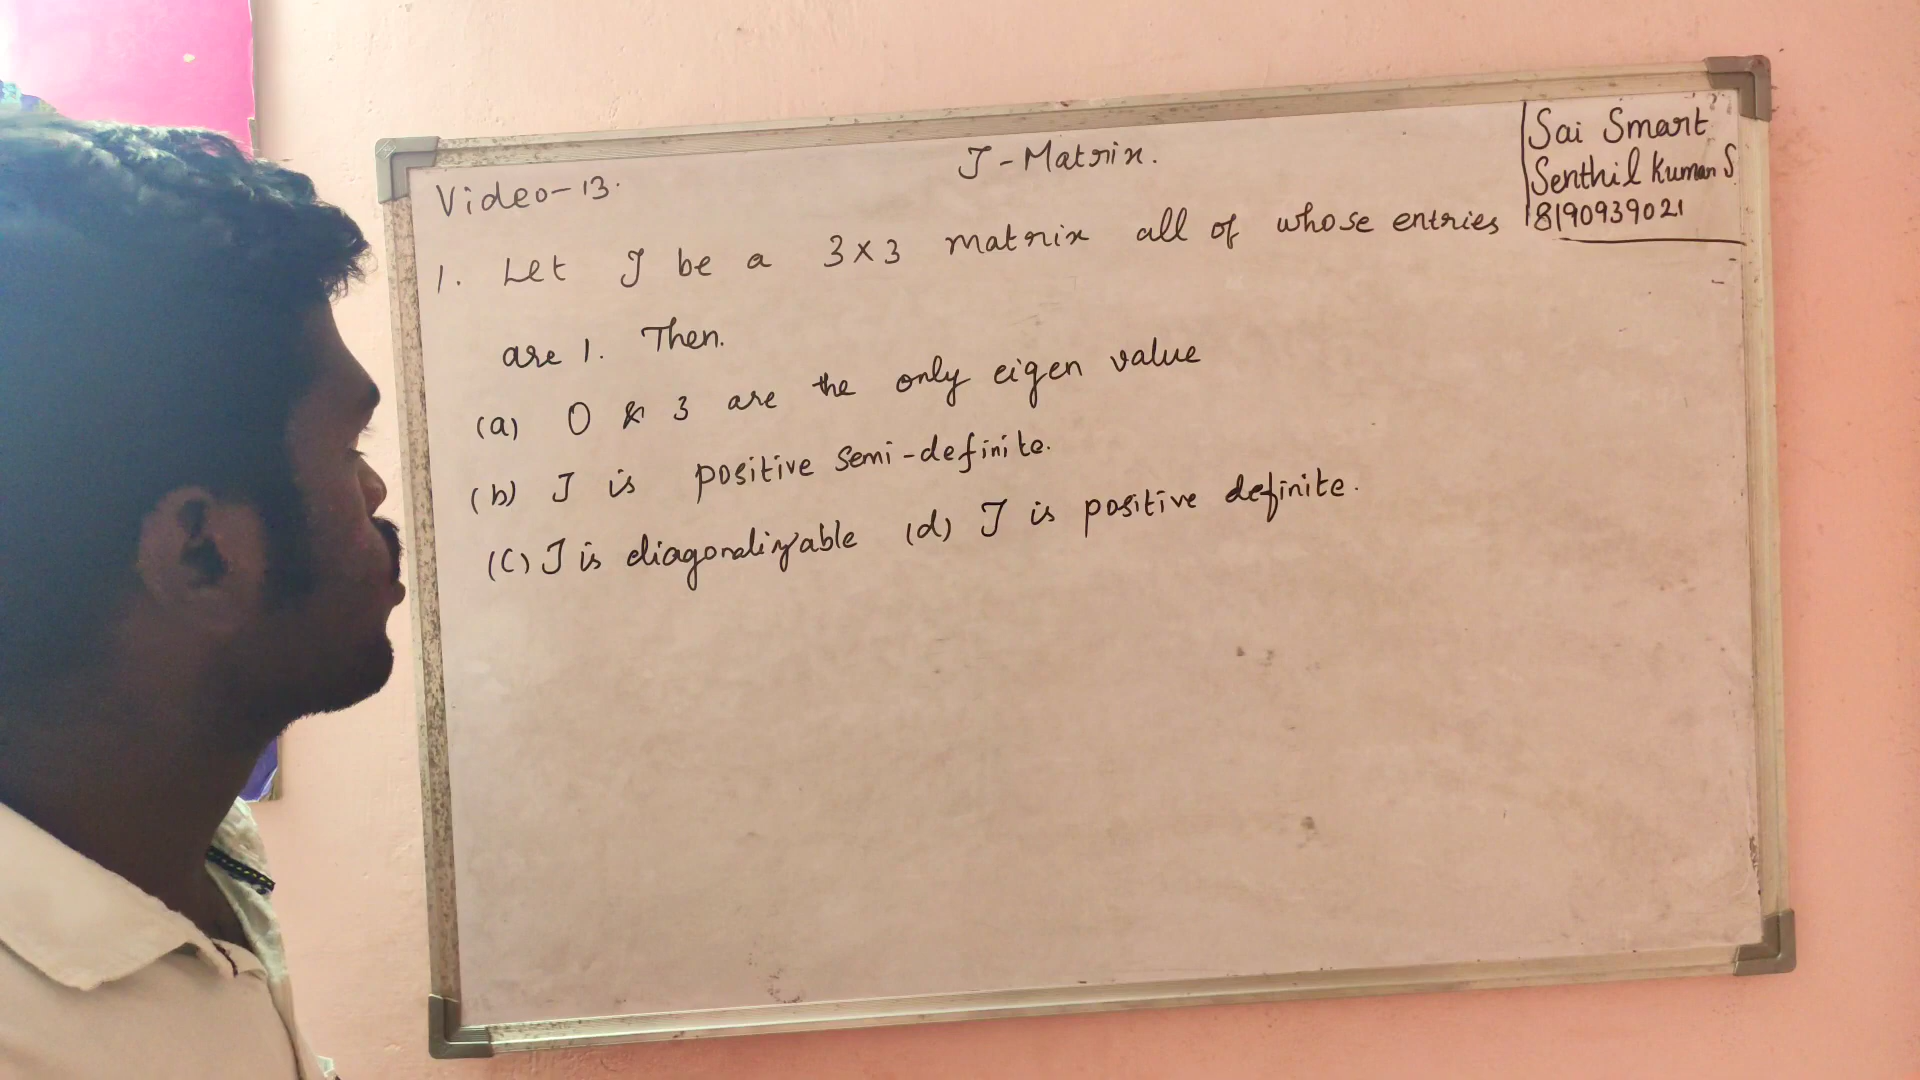 Video-13.
J-Matrix.
Sai Smart
Senthil Kumar S
8190939021
1. Let J be a 3×3 matrix all of whose entries
are 1. Then.
(a) 0 & 3 are the only eigen value
(b) J is positive semi-definite.
(c) J is diagonalizable (d) J is positive definite.